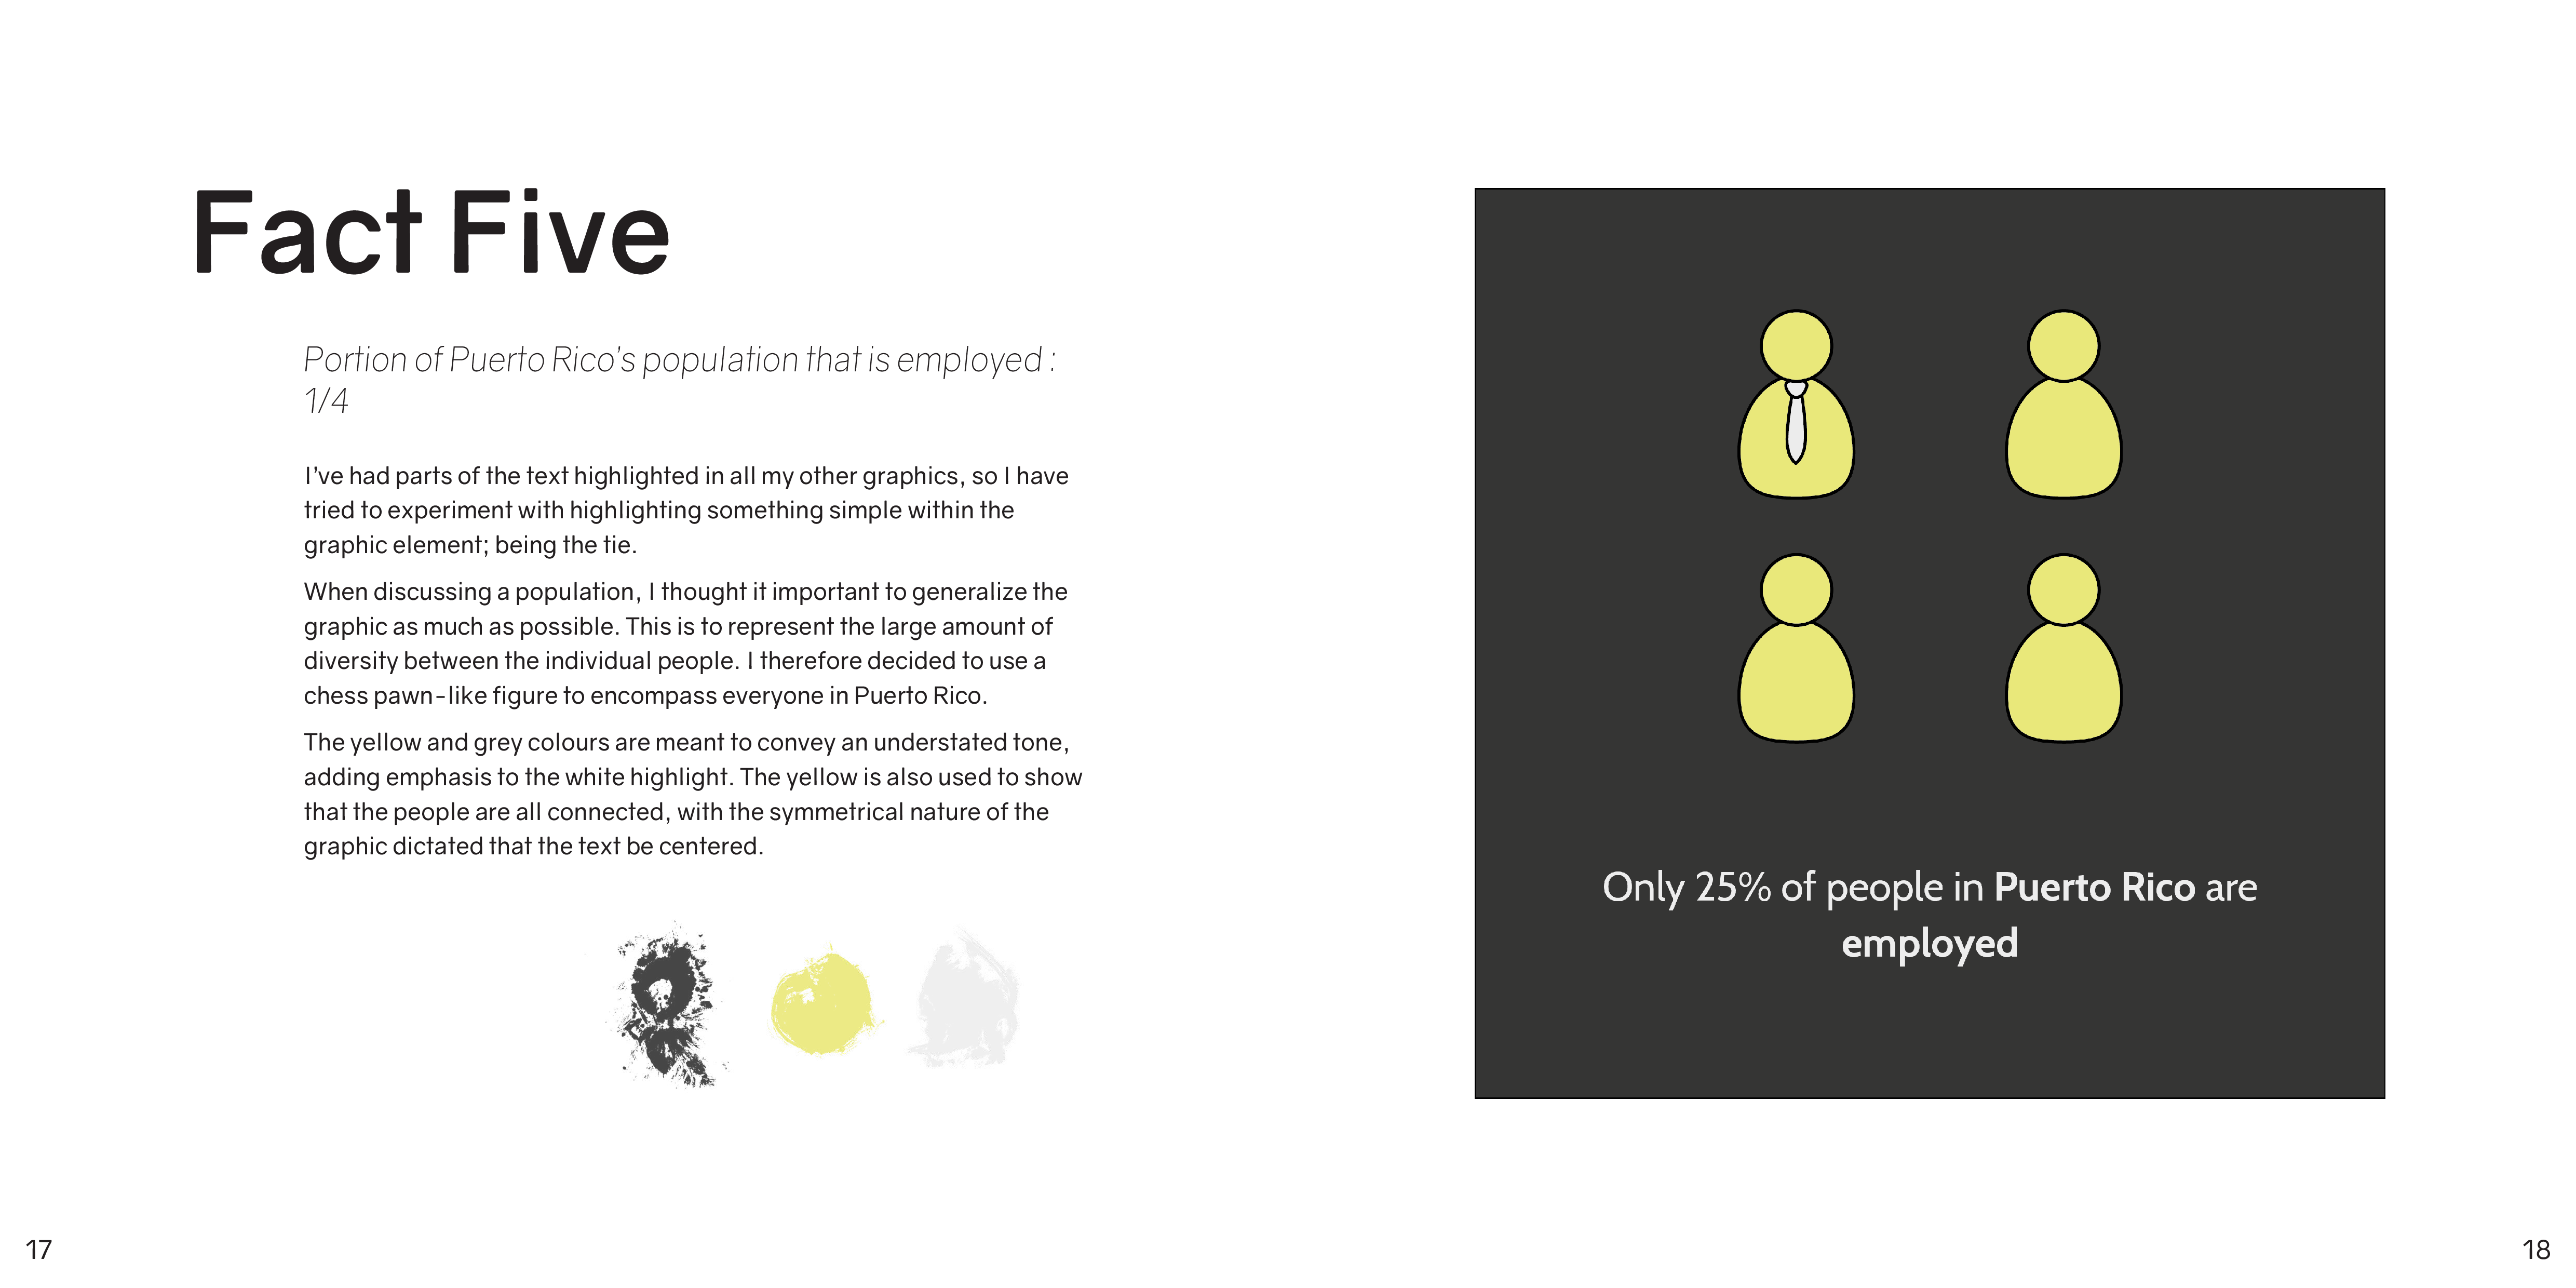 Fact Five
Portion of Puerto Rico's population that is employed :
1/4
I've had parts of the text highlighted in all my other graphics, so I have
tried to experiment with highlighting something simple within the
graphic element; being the tie.
When discussing a population, I thought it important to generalize the
graphic as much as possible. This is to represent the large amount of
diversity between the individual people. I therefore decided to use a
chess pawn-like figure to encompass everyone in Puerto Rico.
The yellow and grey colours are meant to convey an understated tone,
adding emphasis to the white highlight. The yellow is also used to show
that the people are all connected, with the symmetrical nature of the
graphic dictated that the text be centered.
17
Only 25% of people in Puerto Rico are
employed
18